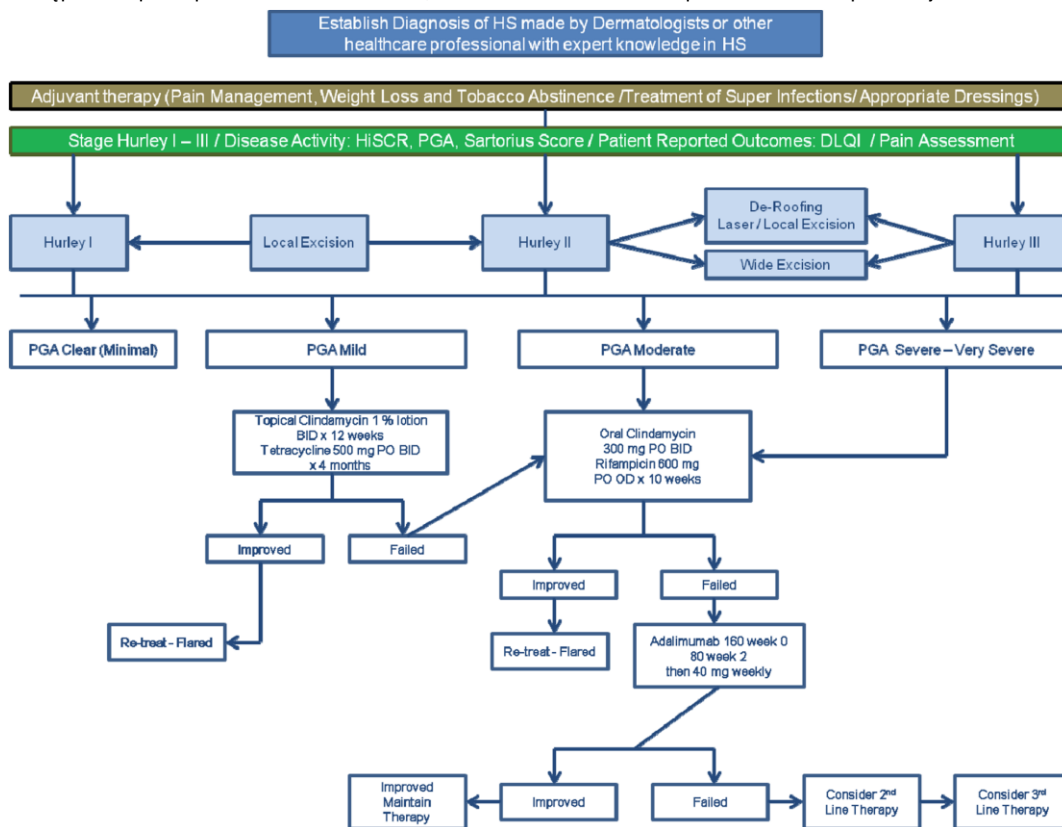 Establish Diagnosis of HS made by Dermatologists or other
healthcare professional with expert knowledge in HS
Adjuvant therapy (Pain Management, Weight Loss and Tobacco Abstinence /Treatment of Super Infections/ Appropriate Dressings)
Stage Hurley I – III / Disease Activity: HiSCR, PGA, Sartorius Score / Patient Reported Outcomes: DLQI / Pain Assessment
De-Roofing
Laser / Local Excision
Hurley I
Local Excision
Hurley II
Hurley III
Wide Excision
PGA Clear (Minimal)
PGA Mild
PGA Moderate
PGA Severe – Very Severe
Topical Clindamycin 1 % lotion
BID x 12 weeks
Tetracycline 500 mg PO BID
x 4 months
Oral Clindamycin
300 mg PO BID
Rifampicin 600 mg
PO OD x 10 weeks
Improved
Failed
Improved
Failed
Re-treat - Flared
Re-treat - Flared
Adalimumab 160 week 0
80 week 2
then 40 mg weekly
Improved
Maintain
Therapy
Improved
Failed
Consider 2nd
Line Therapy
Consider 3rd
Line Therapy